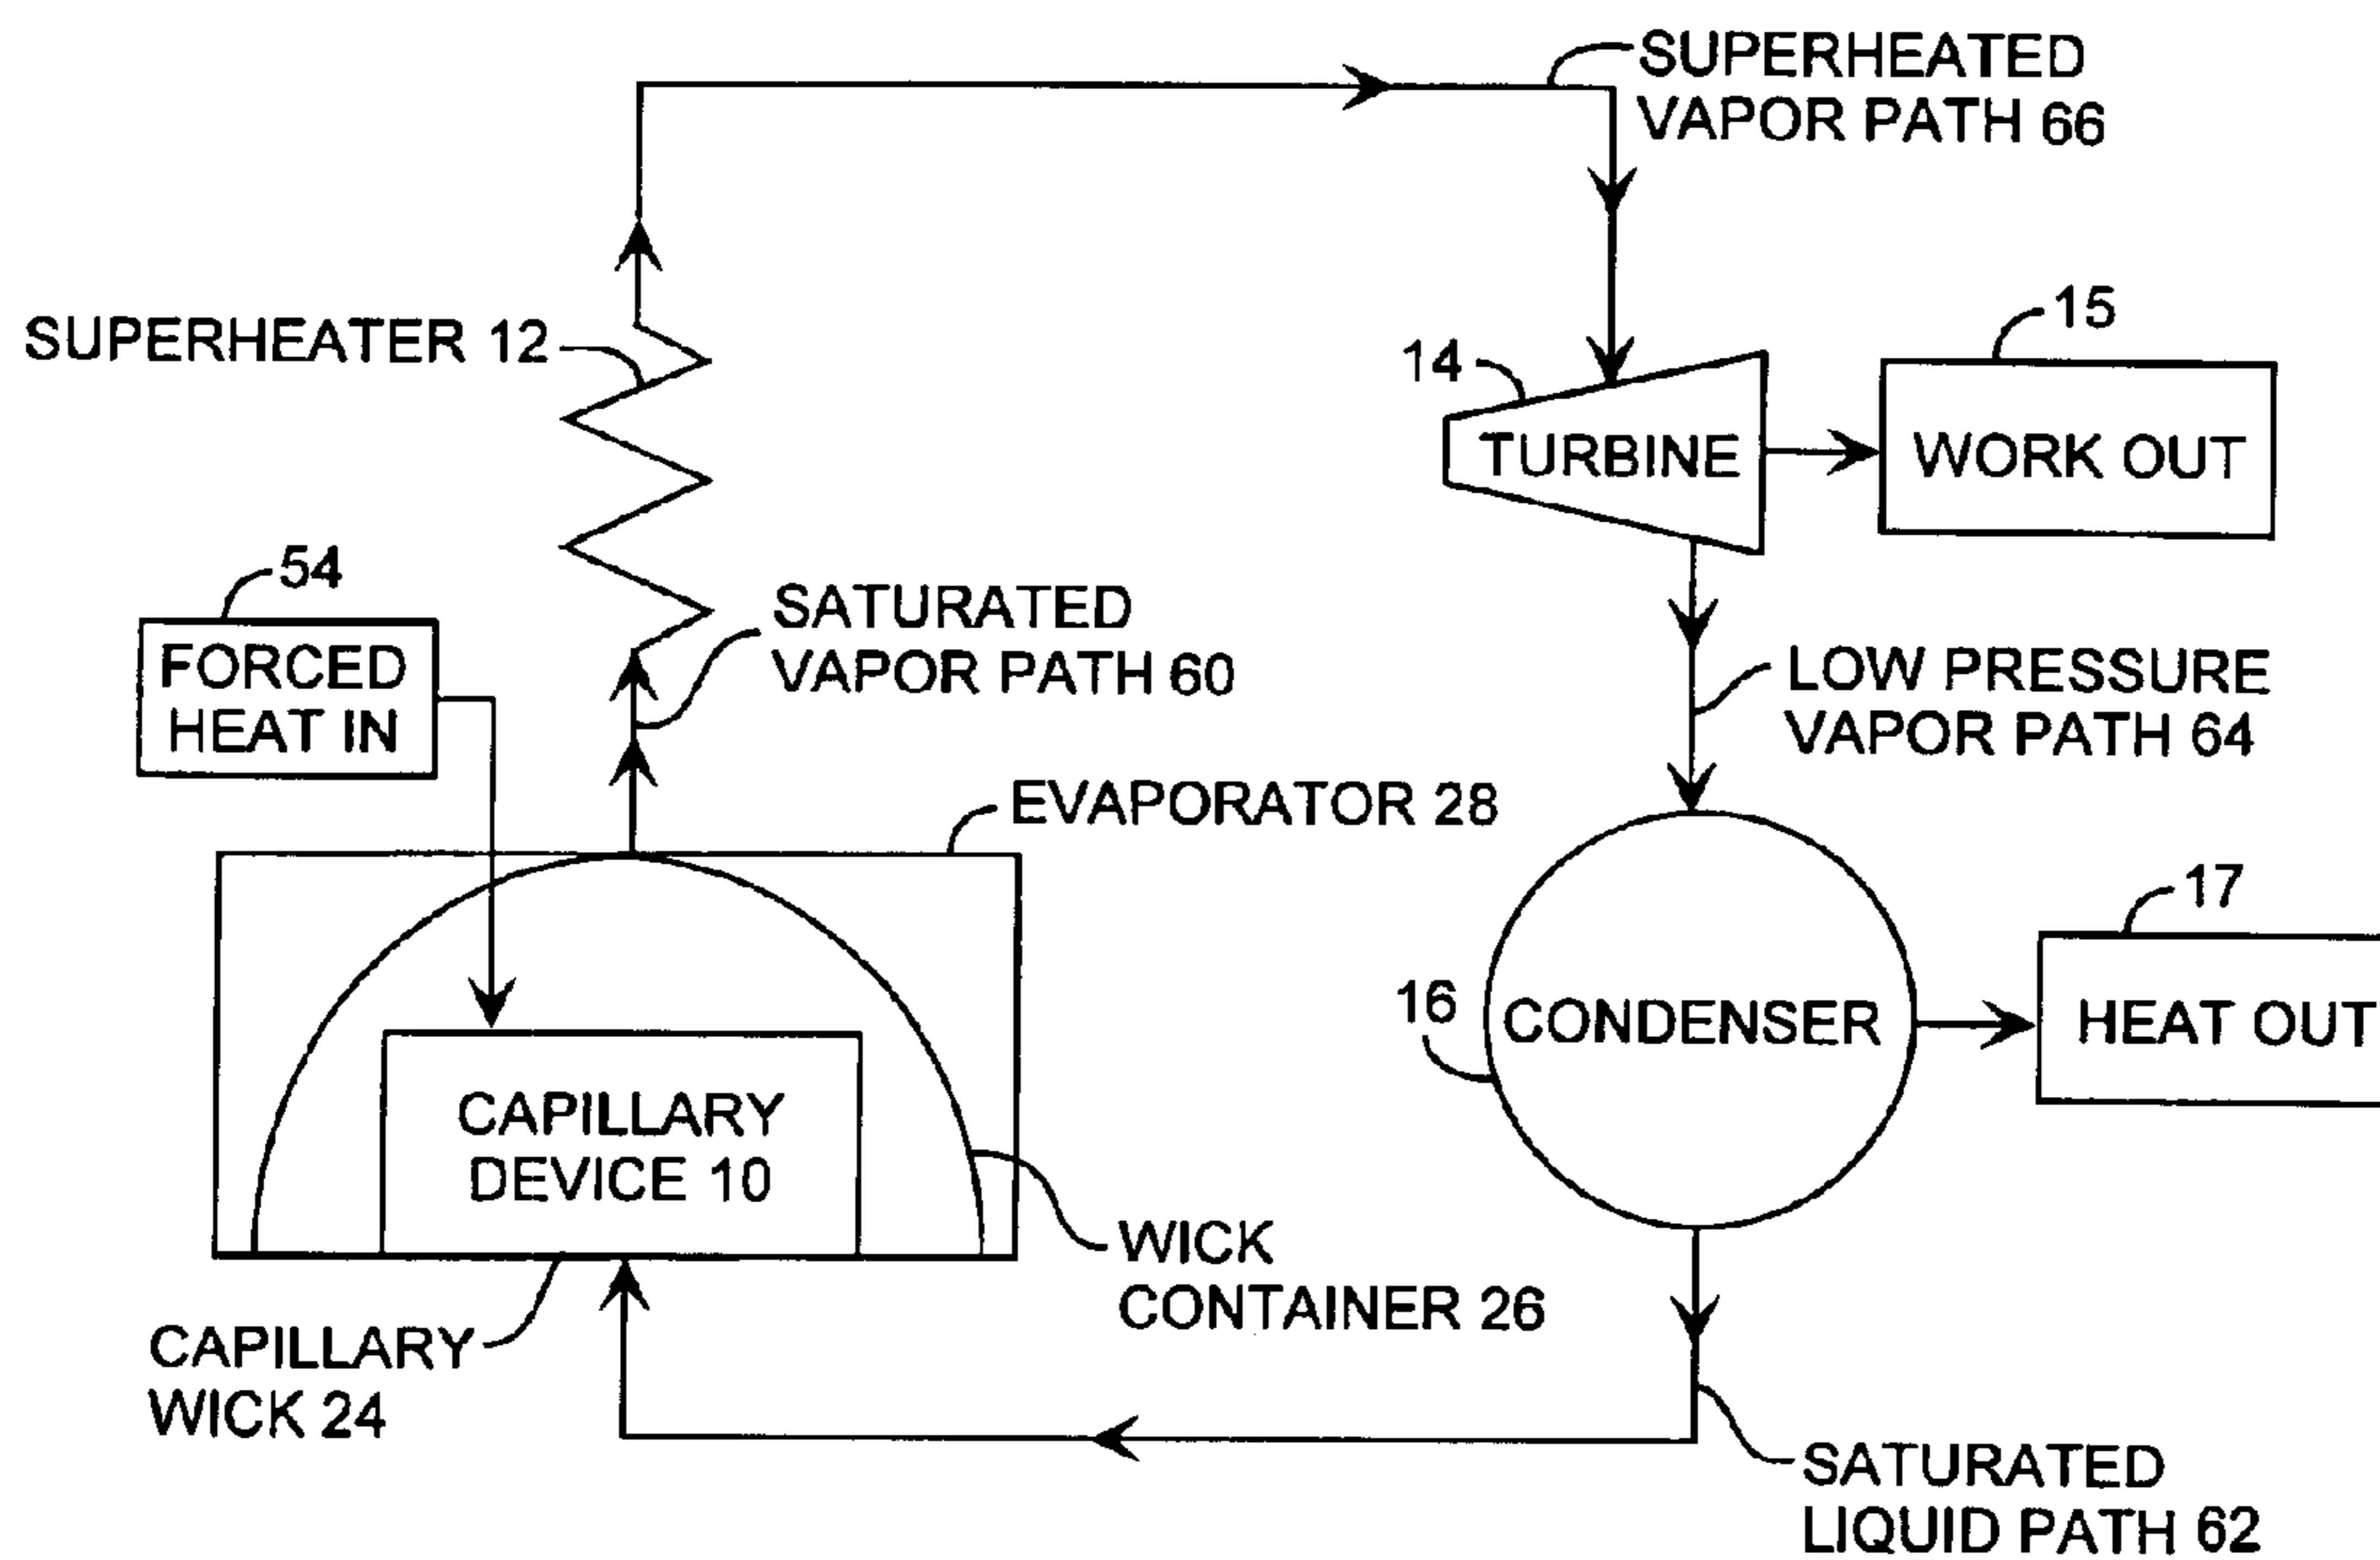 SUPERHEATED
VAPOR PATH 66
SUPERHEATER 12
15
14
TURBINE
WORK OUT
54
FORCED
HEAT IN
SATURATED
VAPOR PATH 60
LOW PRESSURE
VAPOR PATH 64
EVAPORATOR 28
17
16
CONDENSER
HEAT OUT
CAPILLARY
DEVICE 10
WICK
CONTAINER 26
CAPILLARY
WICK 24
SATURATED
LIQUID PATH 62